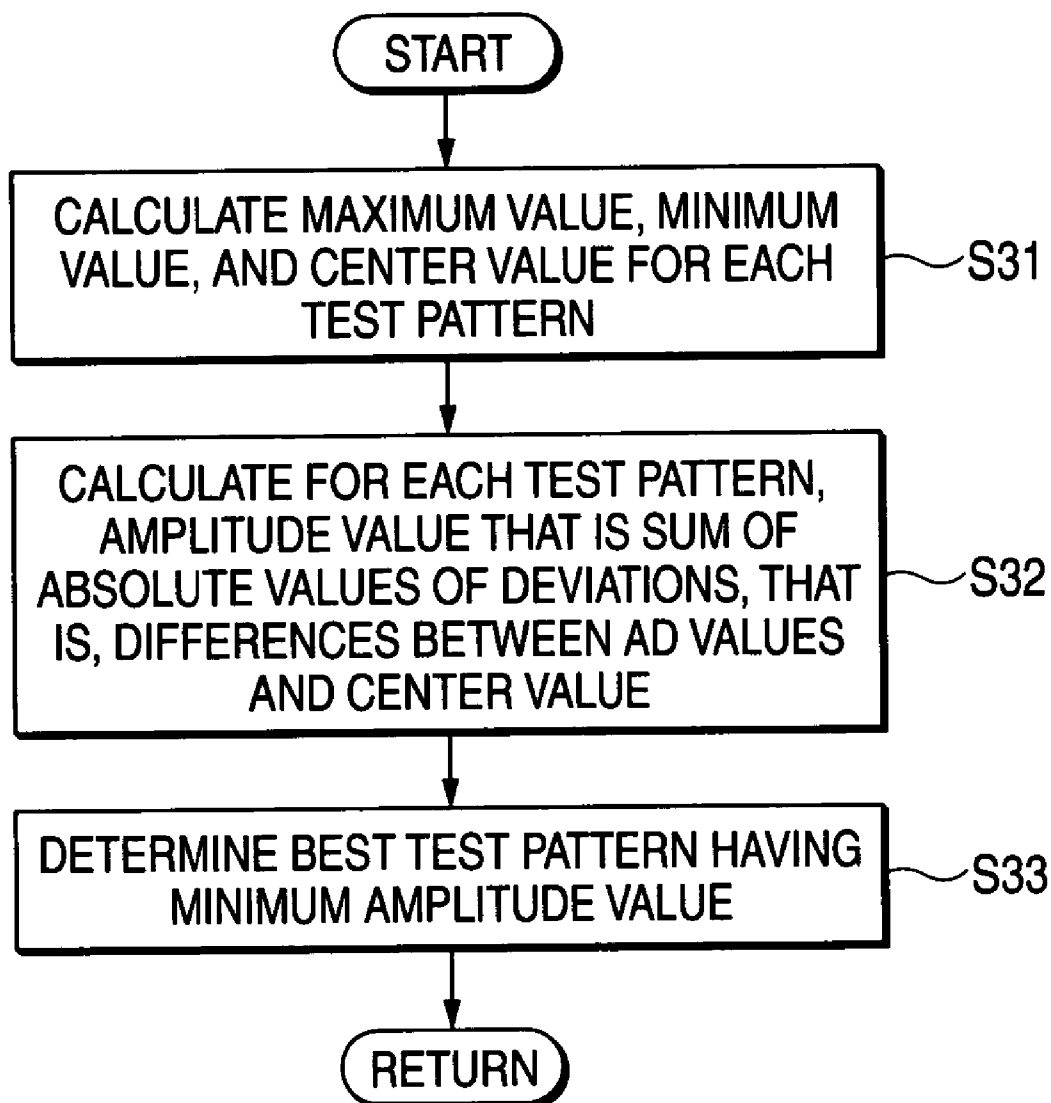 START
CALCULATE MAXIMUM VALUE, MINIMUM
VALUE, AND CENTER VALUE FOR EACH
TEST PATTERN
S31
CALCULATE FOR EACH TEST PATTERN,
AMPLITUDE VALUE THAT IS SUM OF
ABSOLUTE VALUES OF DEVIATIONS, THAT
IS, DIFFERENCES BETWEEN AD VALUES
AND CENTER VALUE
S32
DETERMINE BEST TEST PATTERN HAVING
MINIMUM AMPLITUDE VALUE
S33
RETURN